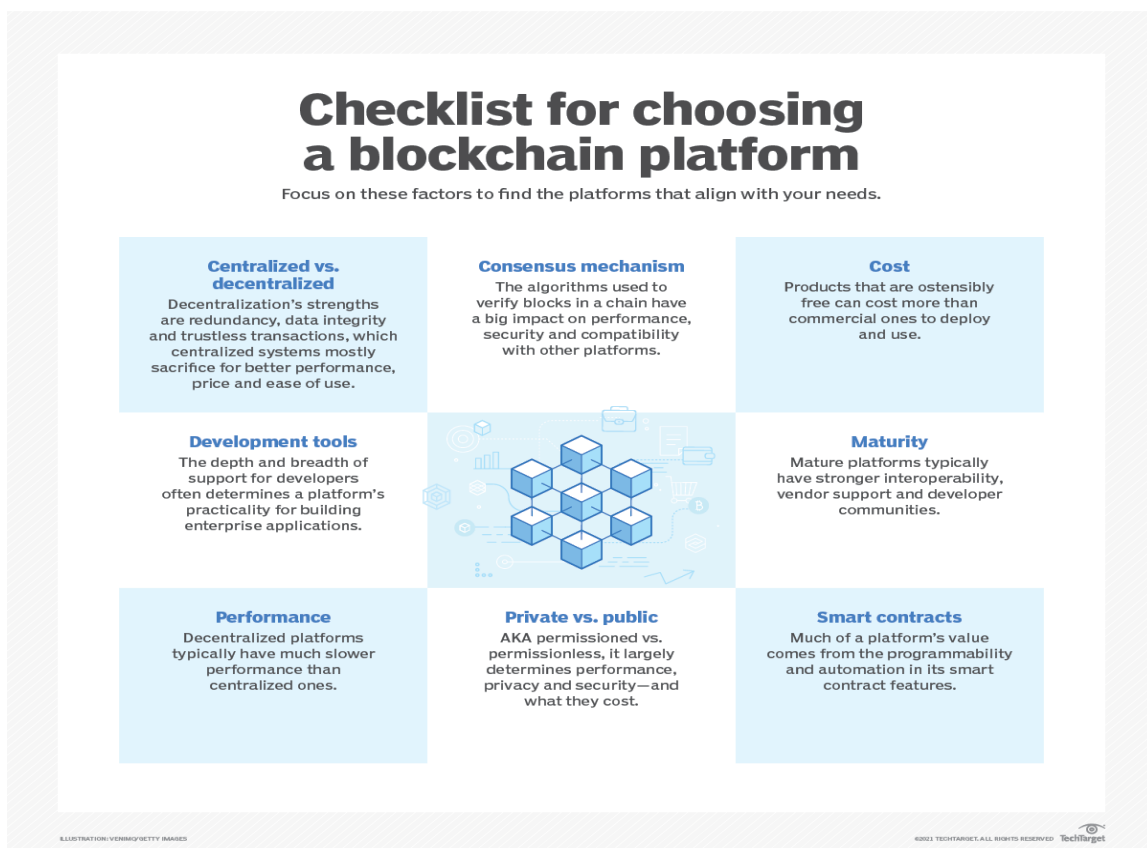 Checklist for choosing
a blockchain platform
Focus on these factors to find the platforms that align with your needs.
Centralized vs.
decentralized
Decentralization's strengths
are redundancy, data integrity
and trustless transactions, which
centralized systems mostly
sacrifice for better performance,
price and ease of use.
Consensus mechanism
The algorithms used to
verify blocks in a chain have
a big impact on performance,
security and compatibility
with other platforms.
Cost
Products that are ostensibly
free can cost more than
commercial ones to deploy
and use.
Development tools
The depth and breadth of
support for developers
often determines a platform's
practicality for building
enterprise applications.
Maturity
Mature platforms typically
have stronger interoperability,
vendor support and developer
communities.
Performance
Decentralized platforms
typically have much slower
performance than
centralized ones.
Private vs. public
AKA permissioned vs.
permissionless, it largely
determines performance,
privacy and security—and
what they cost.
Smart contracts
Much of a platform's value
comes from the programmability
and automation in its smart
contract features.
ILLUSTRATION: VENIMO/GETTY IMAGES
©2021 TECHTARGET. ALL RIGHTS RESERVED TechTarget